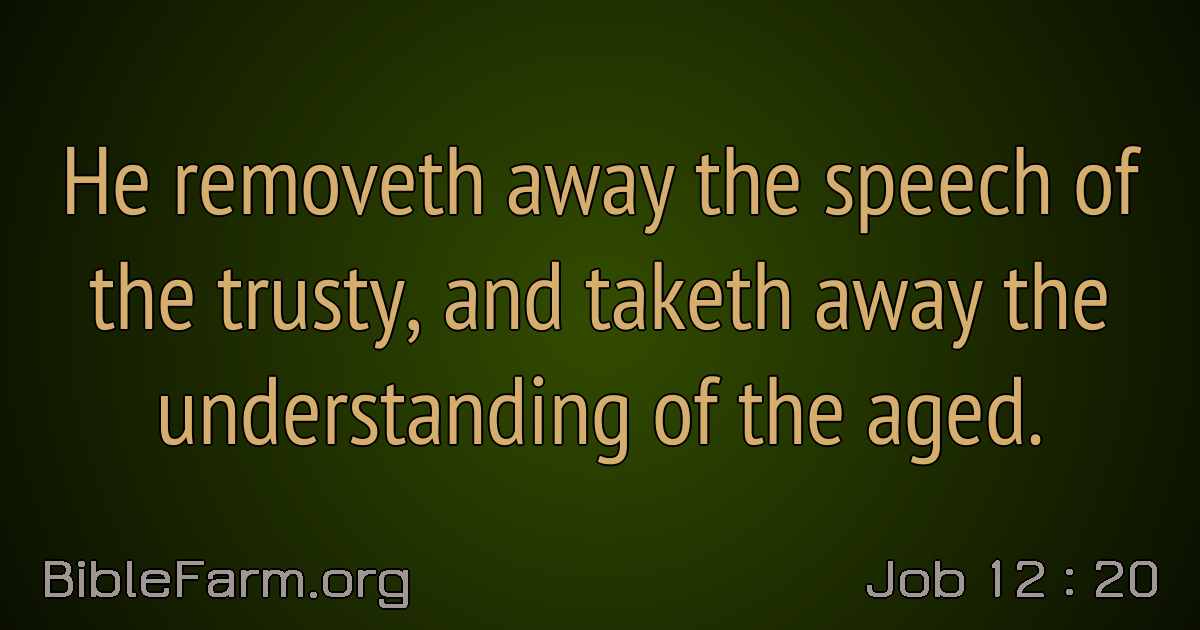 He removeth away the speech of
the trusty, and taketh away the
understanding of the aged.
BibleFarm.org
Job 12 : 20